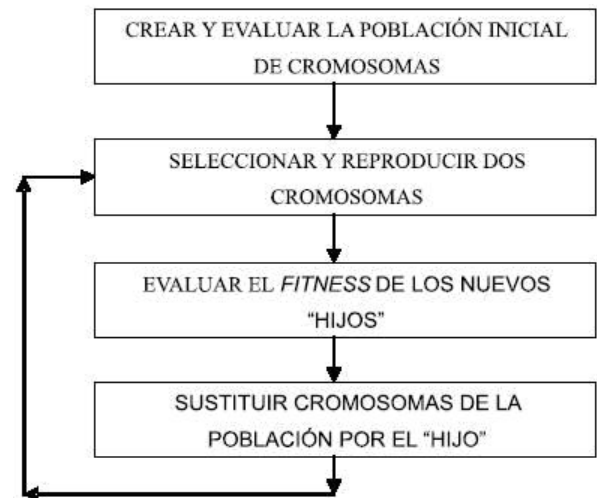 CREAR Y EVALUAR LA POBLACIÓN INICIAL
DE CROMOSOMAS
SELECCIONAR Y REPRODUCIR DOS
CROMOSOMAS
EVALUAR EL FITNESS DE LOS NUEVOS
“HIJOS”
SUSTITUIR CROMOSOMAS DE LA
POBLACIÓN POR EL “HIJO”